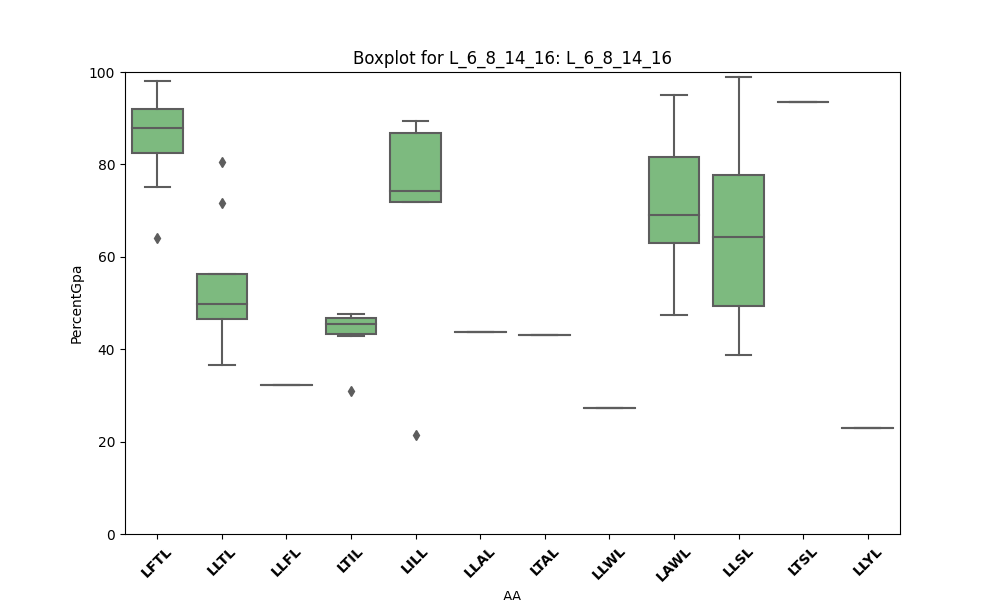 Boxplot for L_6_8_14_16: L_6_8_14_16
100
80
60
40
20
0
PercentGpa
LFTL
LLTL
LLFL
LTIL
LILL
LLAL
LTAL
LLWL
LAWL
LLSL
LTSL
LLYL
AA